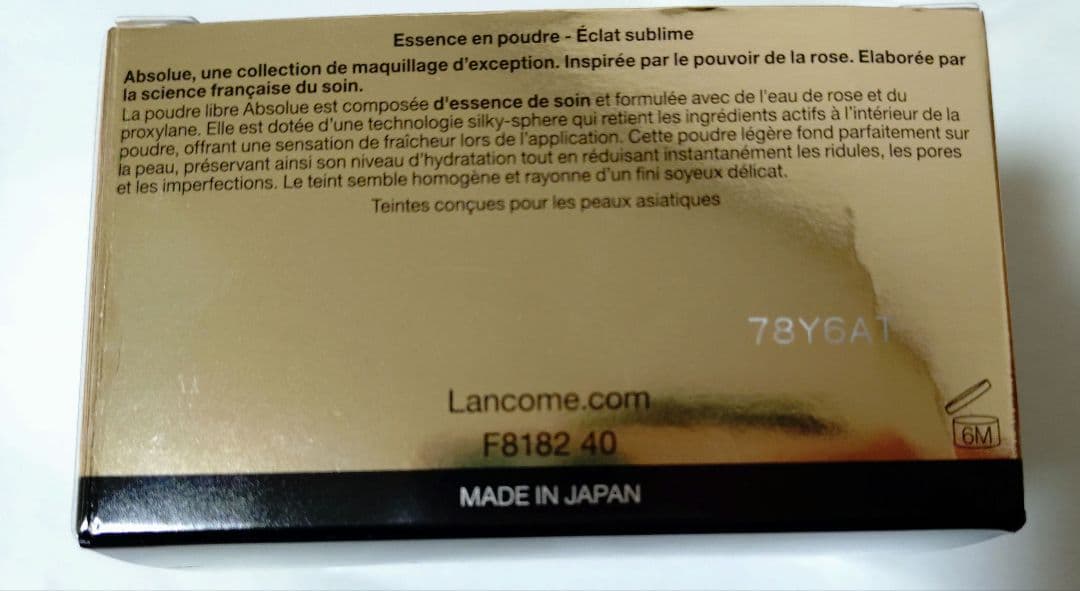 Essence en poudre - Éclat sublime
Absolue, une collection de maquillage d'exception. Inspirée par le pouvoir de la rose. Elaborée par
la science française du soin.
La poudre libre Absolue est composée d'essence de soin et formulée avec de l'eau de rose et du
proxylane. Elle est dotée d'une technologie silky-sphere qui retient les ingrédients actifs à l'intérieur de la
poudre, offrant une sensation de fraîcheur lors de l'application. Cette poudre légère fond parfaitement sur
la peau, préservant ainsi son niveau d'hydratation tout en réduisant instantanément les ridules, les pores
et les imperfections. Le teint semble homogène et rayonne d'un fini soyeux délicat.
Teintes conçues pour les peaux asiatiques
78Y6AT
Lancome.com
F8182 40
6M
MADE IN JAPAN